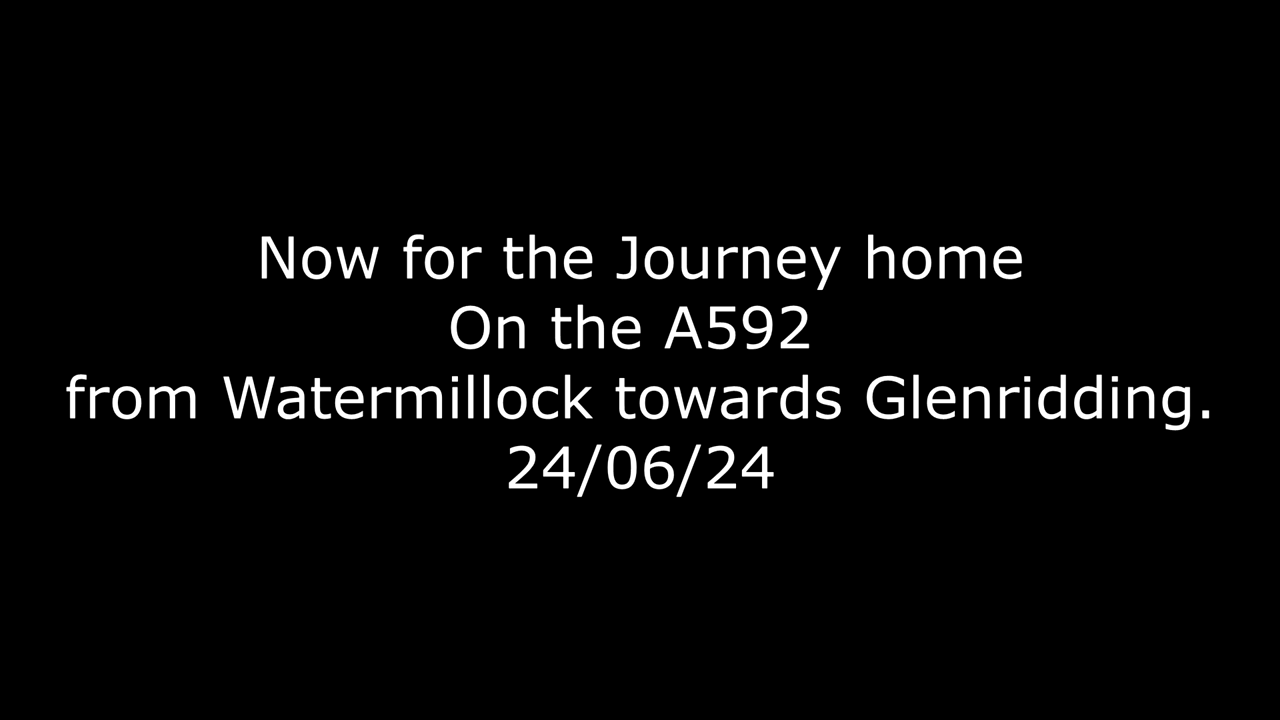 Now for the Journey home
On the A592
from Watermillock towards Glenridding.
24/06/24